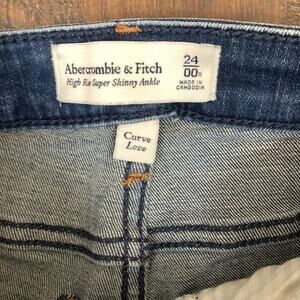 Abercrombie & Fitch
High Rise Super Skinny Ankle
24
00S
MADE IN
CAMBODIA
Curve
Love